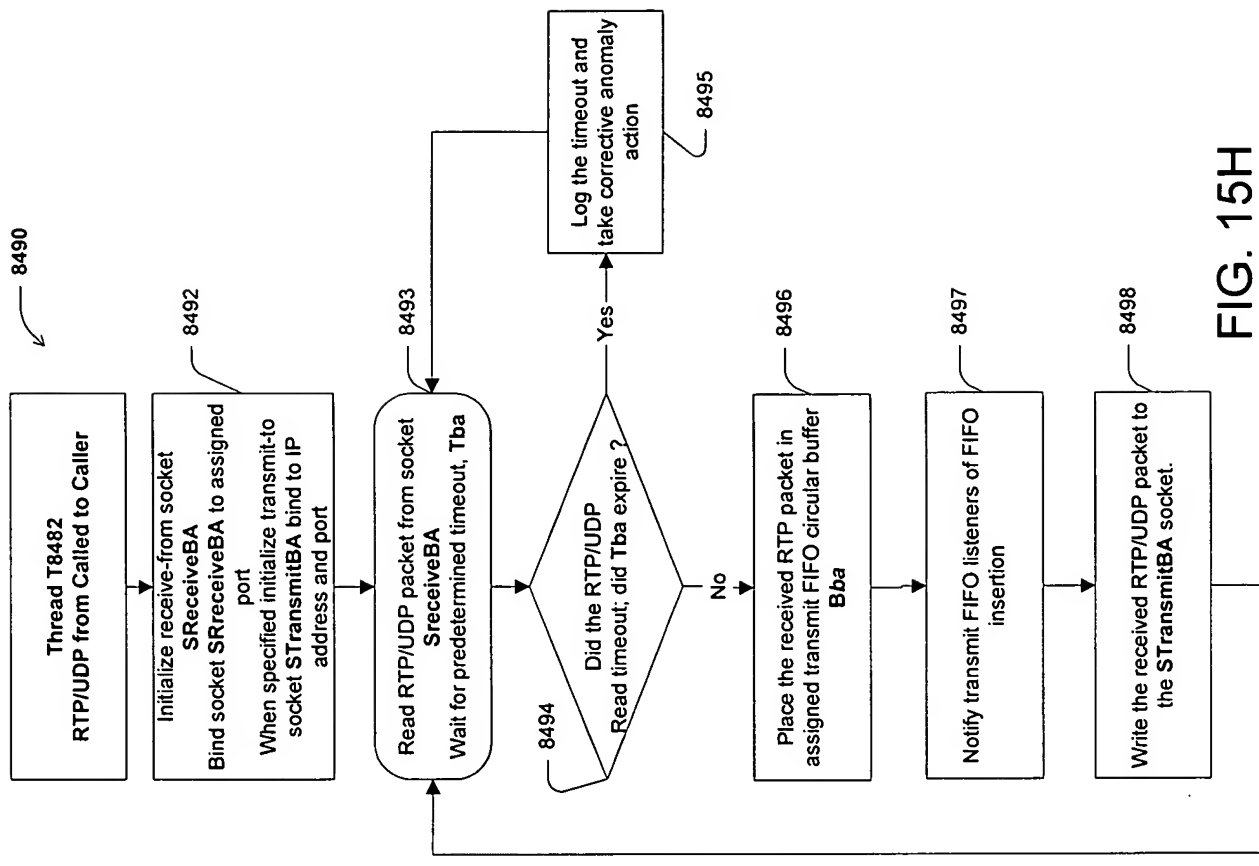 8490
Thread T8482
RTP/UDP from Called to Caller
8492
Initialize receive-from socket
SReceiveBA
Bind socket SRreceiveBA to assigned
port
When specified initialize transmit-to
socket STransmitBA bind to IP
address and port
8493
Read RTP/UDP packet from socket
SreceiveBA
Wait for predetermined timeout, Tba
8494
Did the RTP/UDP
Read timeout; did Tba expire ?
Yes
Log the timeout and
take corrective anomaly
action
8495
No
8496
Place the received RTP packet in
assigned transmit FIFO circular buffer
Bba
8497
Notify transmit FIFO listeners of FIFO
insertion
8498
Write the received RTP/UDP packet to
the STransmitBA socket.
FIG. 15H